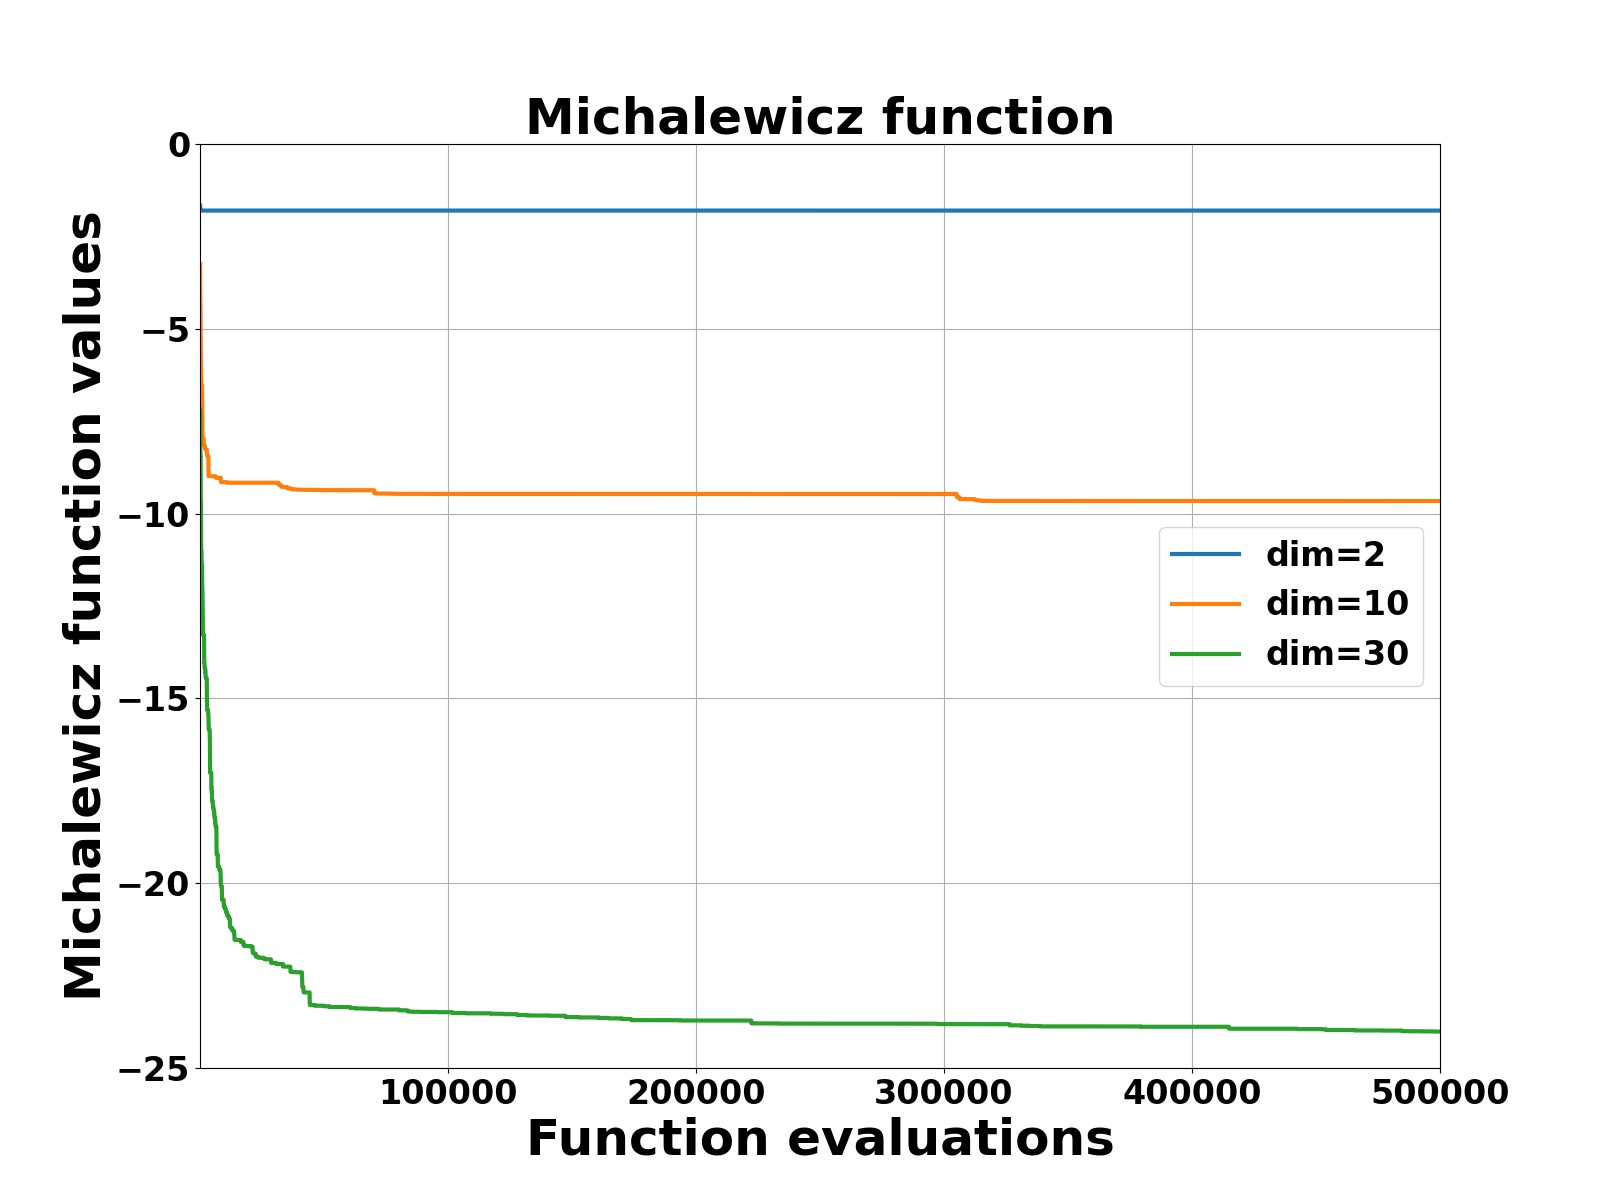 Michalewicz function
Michalewicz function values
0
−5
−10
−15
−20
−25
dim=2
dim=10
dim=30
100000 200000 300000 400000 500000
Function evaluations